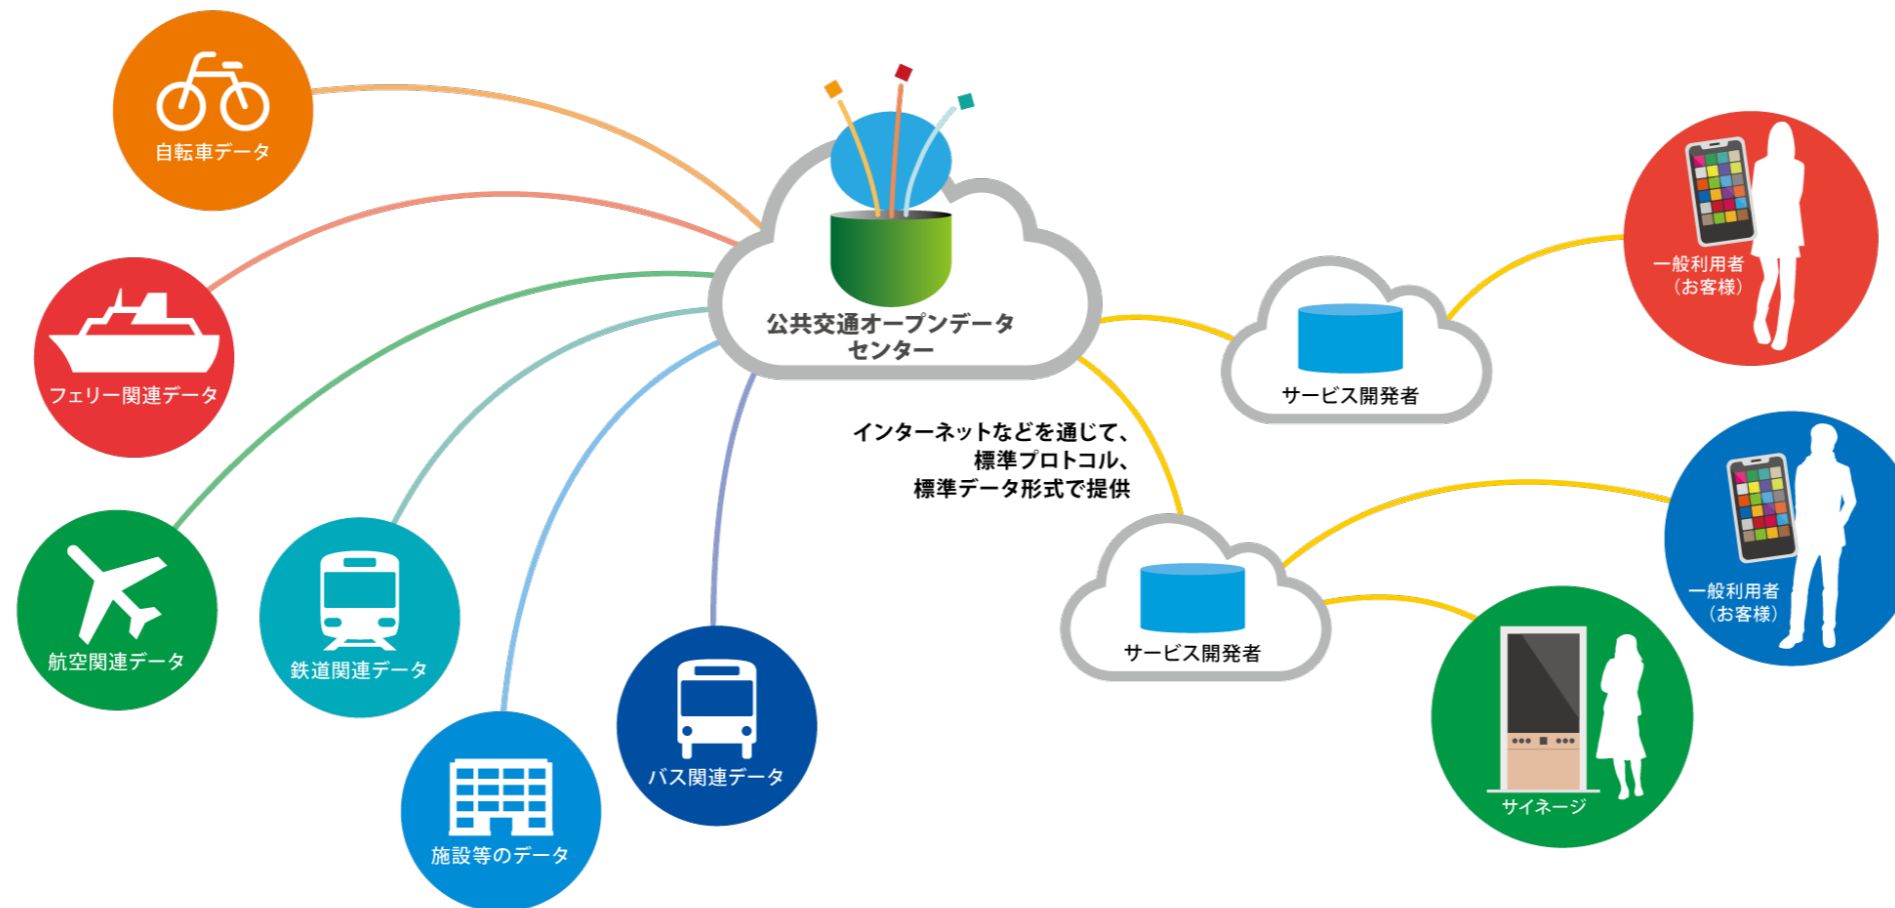 自転車データ
フェリー関連データ
航空関連データ
鉄道関連データ
施設等のデータ
バス関連データ
公共交通オープンデータ
センター
インターネットなどを通じて、
標準プロトコル、
標準データ形式で提供
サービス開発者
サービス開発者
一般利用者
（お客様）
一般利用者
（お客様）
サイネージ